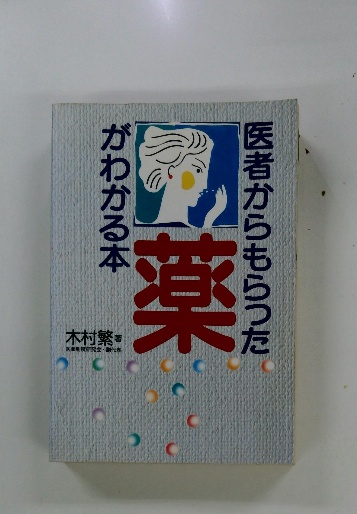 医者からもらった
薬
がわかる本
木村繁著